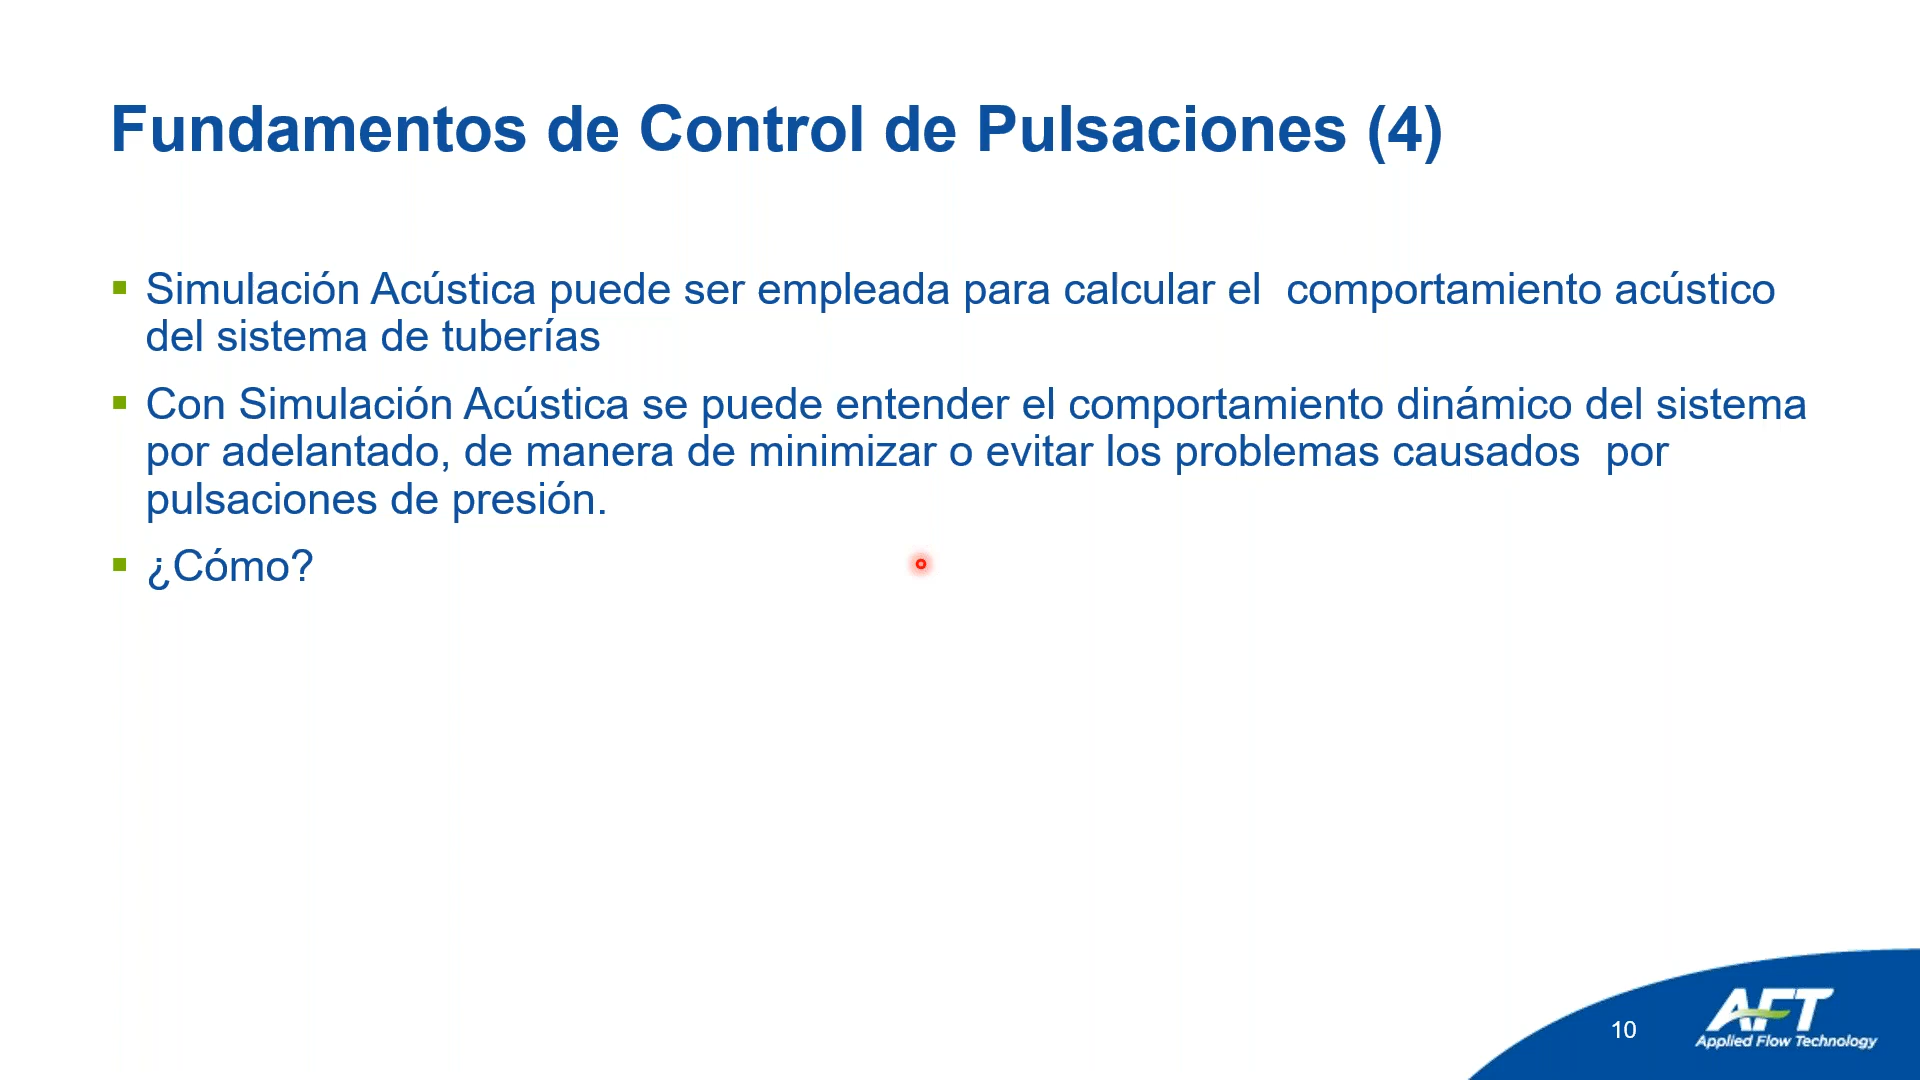 Fundamentos de Control de Pulsaciones (4)
Simulación Acústica puede ser empleada para calcular el  comportamiento acústico
del sistema de tuberías
Con Simulación Acústica se puede entender el comportamiento dinámico del sistema
por adelantado, de manera de minimizar o evitar los problemas causados  por
pulsaciones de presión.
¿Cómo?
10
AFT
Applied Flow Technology